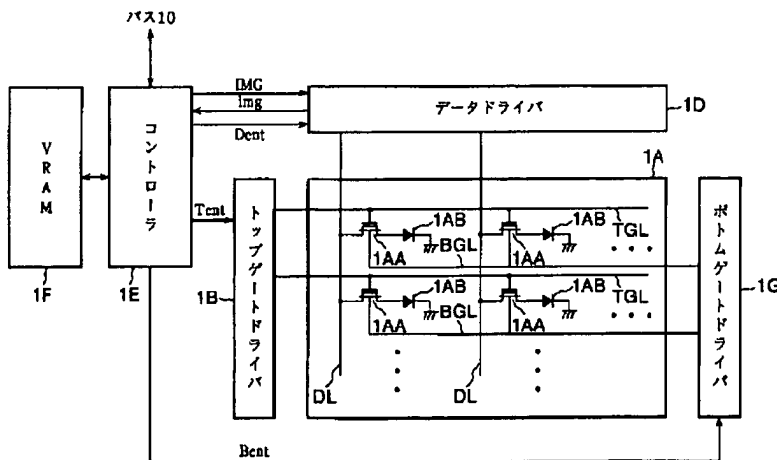 バス10
IMG
Img
Dcnt
データドライバ
1D
VRAM
1F
コントローラ
1E
Tcnt
トップゲートドライバ
1B
1A
1AB
1AB
TGL
1AA
BGL
1AA
1AB
1AB
TGL
1AA
BGL
1AA
DL
DL
ボトムゲートドライバ
1G
Bcnt